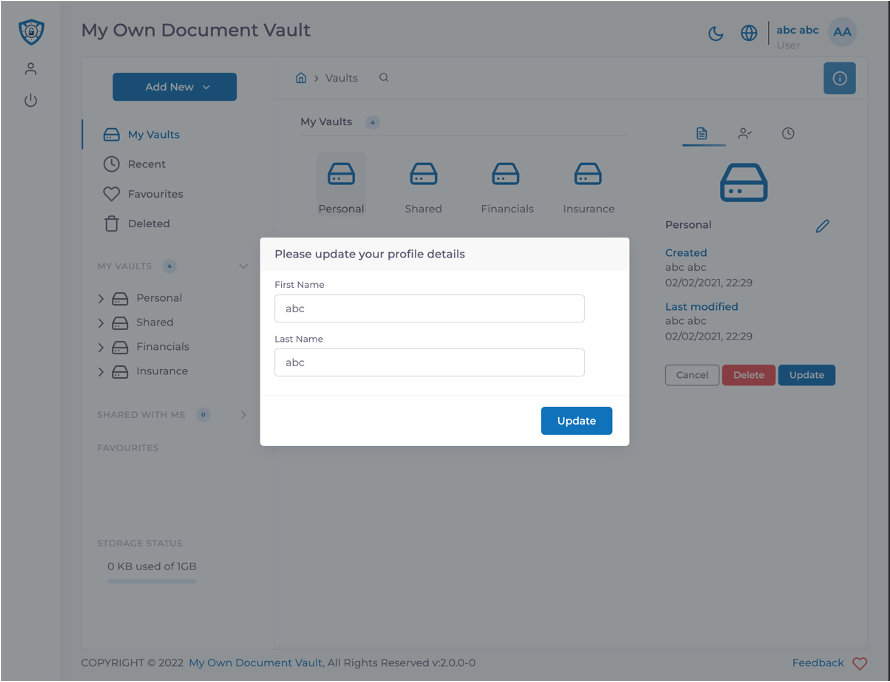 My Own Document Vault
abc abc
User
AA
Add New
Vaults
My Vaults
Recent
Favourites
Deleted
MY VAULTS 4
Personal
Shared
Financials
Insurance
SHARED WITH ME
FAVOURITES
STORAGE STATUS
0 KB used of 1GB
My Vaults 4
Personal
Shared
Financials
Insurance
Please update your profile details
First Name
abc
Last Name
abc
Update
Personal
Created
abc abc
02/02/2021, 22:29
Last modified
abc abc
02/02/2021, 22:29
Cancel
Delete
Update
COPYRIGHT © 2022 My Own Document Vault, All Rights Reserved v:2.0.0-0
Feedback